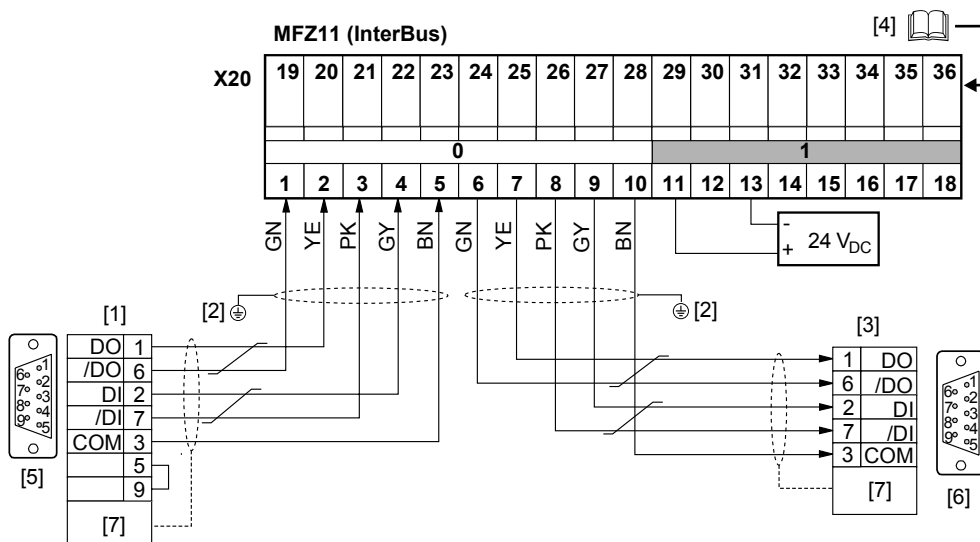 [4]
MFZ11 (InterBus)
X20 19 20 21 22 23 24 25 26 27 28 29 30 31 32 33 34 35 36
0 1
1 2 3 4 5 6 7 8 9 10 11 12 13 14 15 16 17 18
GN YE PK GY BN GN YE PK GY BN
-
+ 24 VDC
[2] [2]
[1]
DO 1
/DO 6
DI 2
/DI 7
COM 3
5
9
[7]
6 1
7 2
8 3
9 4
5
[5]
[3]
1 DO
6 /DO
2 DI
7 /DI
3 COM
[7]
6 1
7 2
8 3
9 4
5
[6]